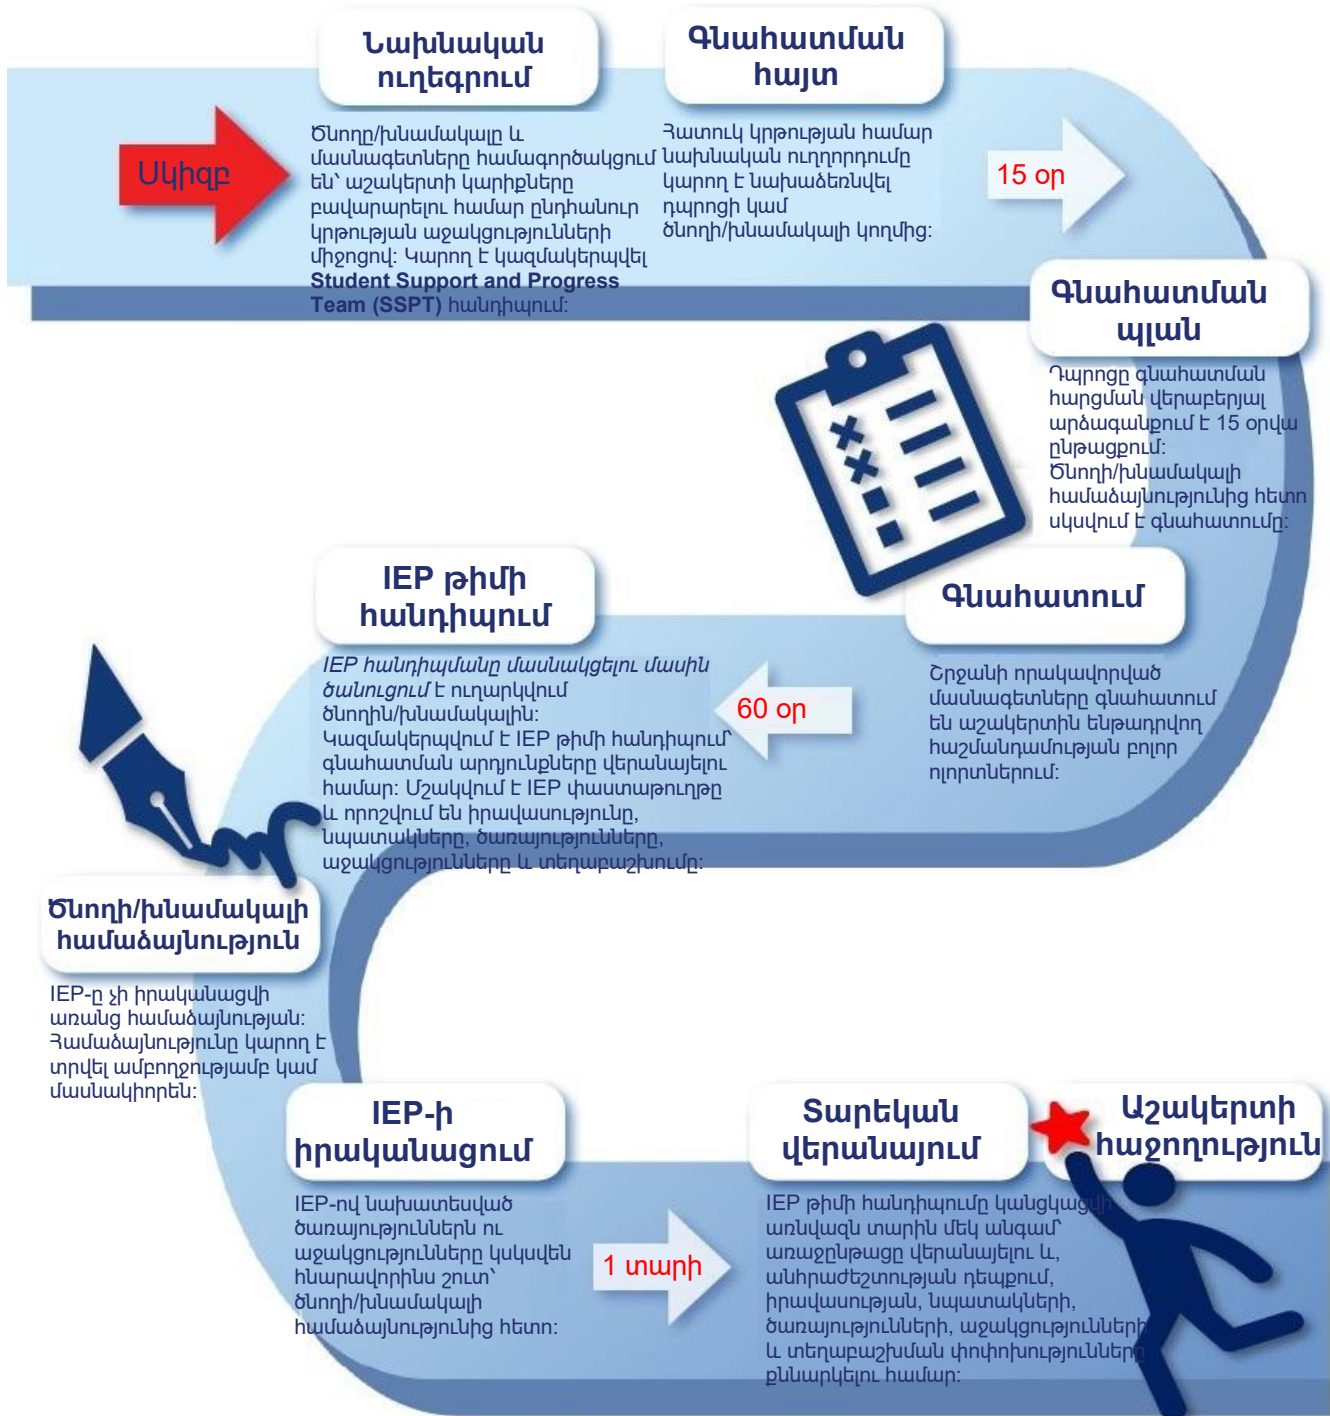 Սկիզբ
Նախնական
ուղեգրում
Ծնողը/խնամակալը և
մասնագետները համագործակցում
են՝ աշակերտի կարիքները
բավարարելու համար ընդհանուր
կրթության աջակցությունների
միջոցով: Կարող է կազմակերպվել
Student Support and Progress
Team (SSPT) հանդիպում:
Գնահատման
հայտ
Հատուկ կրթության համար
նախնական ուղղորդումը
կարող է նախաձեռնվել
դպրոցի կամ
ծնողի/խնամակալի կողմից:
15 օր
Գնահատման
պլան
Դպրոցը գնահատման
հարցման վերաբերյալ
արձագանքում է 15 օրվա
ընթացքում:
Ծնողի/խնամակալի
համաձայնությունից հետո
սկսվում է գնահատումը:
Գնահատում
Շրջանի որակավորված
մասնագետները գնահատում
են աշակերտին ենթադրվող
հաշմանդամության բոլոր
ոլորտներում:
60 օր
IEP թիմի
հանդիպում
IEP հանդիպմանը մասնակցելու մասին
ծանուցում է ուղարկվում
ծնողին/խնամակալին:
Կազմակերպվում է IEP թիմի հանդիպում՝
գնահատման արդյունքները վերանայելու
համար: Մշակվում է IEP փաստաթուղթը
և որոշվում են իրավասությունը,
նպատակները, ծառայությունները,
աջակցությունները և տեղաբաշխումը:
Ծնողի/խնամակալի
համաձայնություն
IEP-ը չի իրականացվի
առանց համաձայնության:
Համաձայնությունը կարող է
տրվել ամբողջությամբ կամ
մասնակիորեն:
IEP-ի
իրականացում
IEP-ով նախատեսված
ծառայություններն ու
աջակցությունները կսկսվեն
հնարավորինս շուտ՝
ծնողի/խնամակալի
համաձայնությունից հետո:
1 տարի
Տարեկան
վերանայում
IEP թիմի հանդիպումը կանցկացվի
առնվազն տարին մեկ անգամ՝
առաջընթացը վերանայելու և,
անհրաժեշտության դեպքում,
իրավասության, նպատակների,
ծառայությունների, աջակցությունների
և տեղաբաշխման փոփոխությունները
քննարկելու համար:
Աշակերտի
հաջողություն